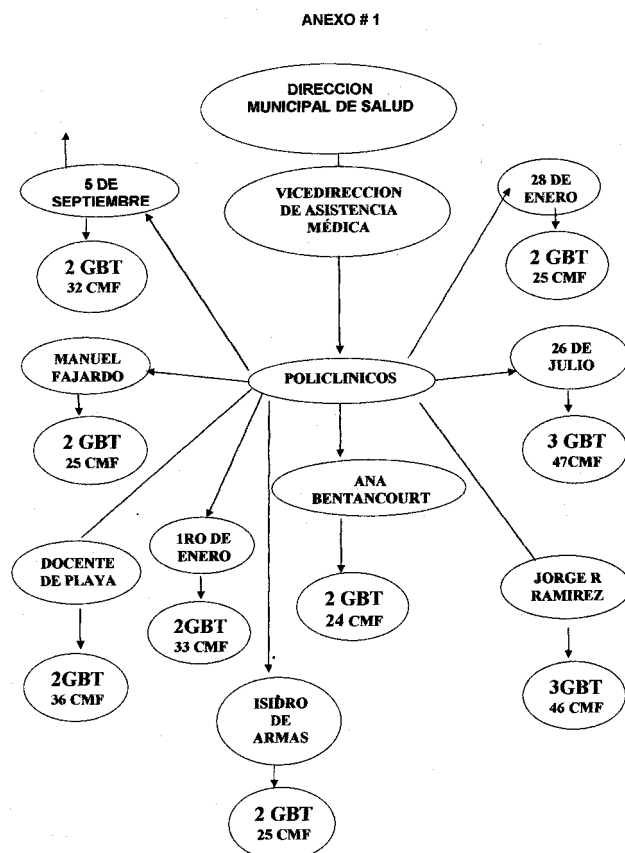 ANEXO # 1
DIRECCION
MUNICIPAL DE SALUD
5 DE
SEPTIEMBRE
VICEDIRECCION
DE ASISTENCIA
MÉDICA
28 DE
ENERO
2 GBT
32 CMF
2 GBT
25 CMF
MANUEL
FAJARDO
POLICLINICOS
26 DE
JULIO
2 GBT
25 CMF
3 GBT
47CMF
ANA
BENTANCOURT
1RO DE
ENERO
DOCENTE
DE PLAYA
JORGE R
RAMIREZ
2 GBT
24 CMF
2GBT
33 CMF
2GBT
36 CMF
3GBT
46 CMF
ISIDRO
DE
ARMAS
2 GBT
25 CMF